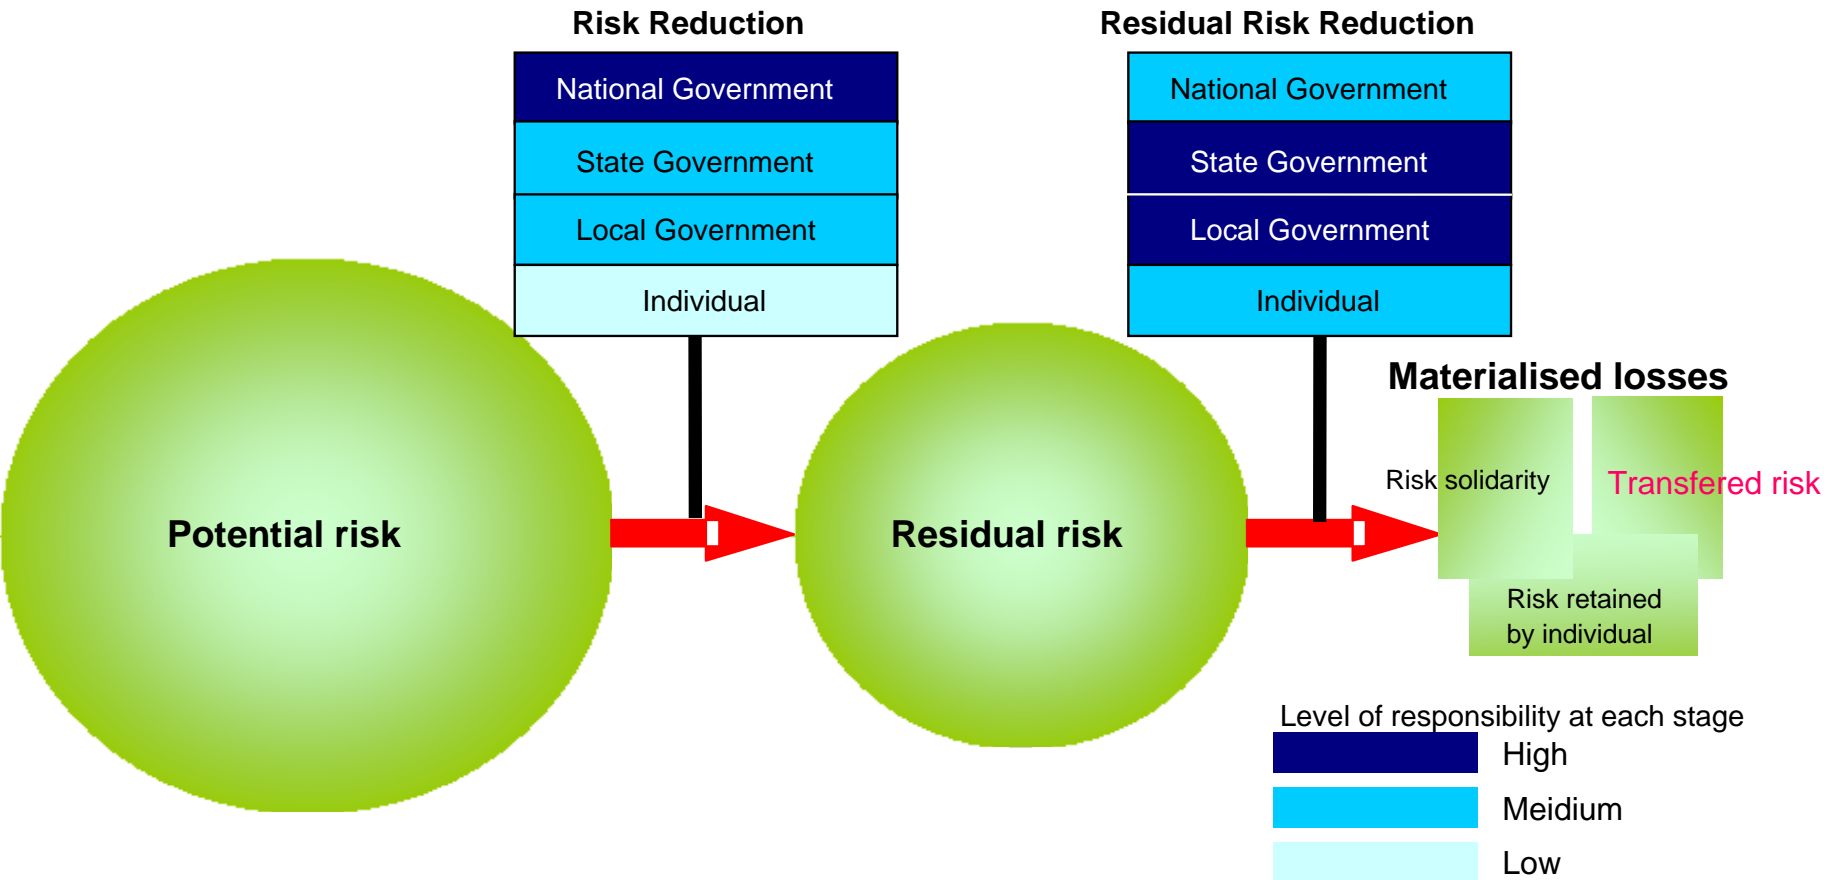 Risk Reduction
National Government
State Government
Local Government
Individual
Residual Risk Reduction
National Government
State Government
Local Government
Individual
Potential risk
Residual risk
Materialised losses
Risk solidarity
Transfered risk
Risk retained
by individual
Level of responsibility at each stage
High
Meidium
Low